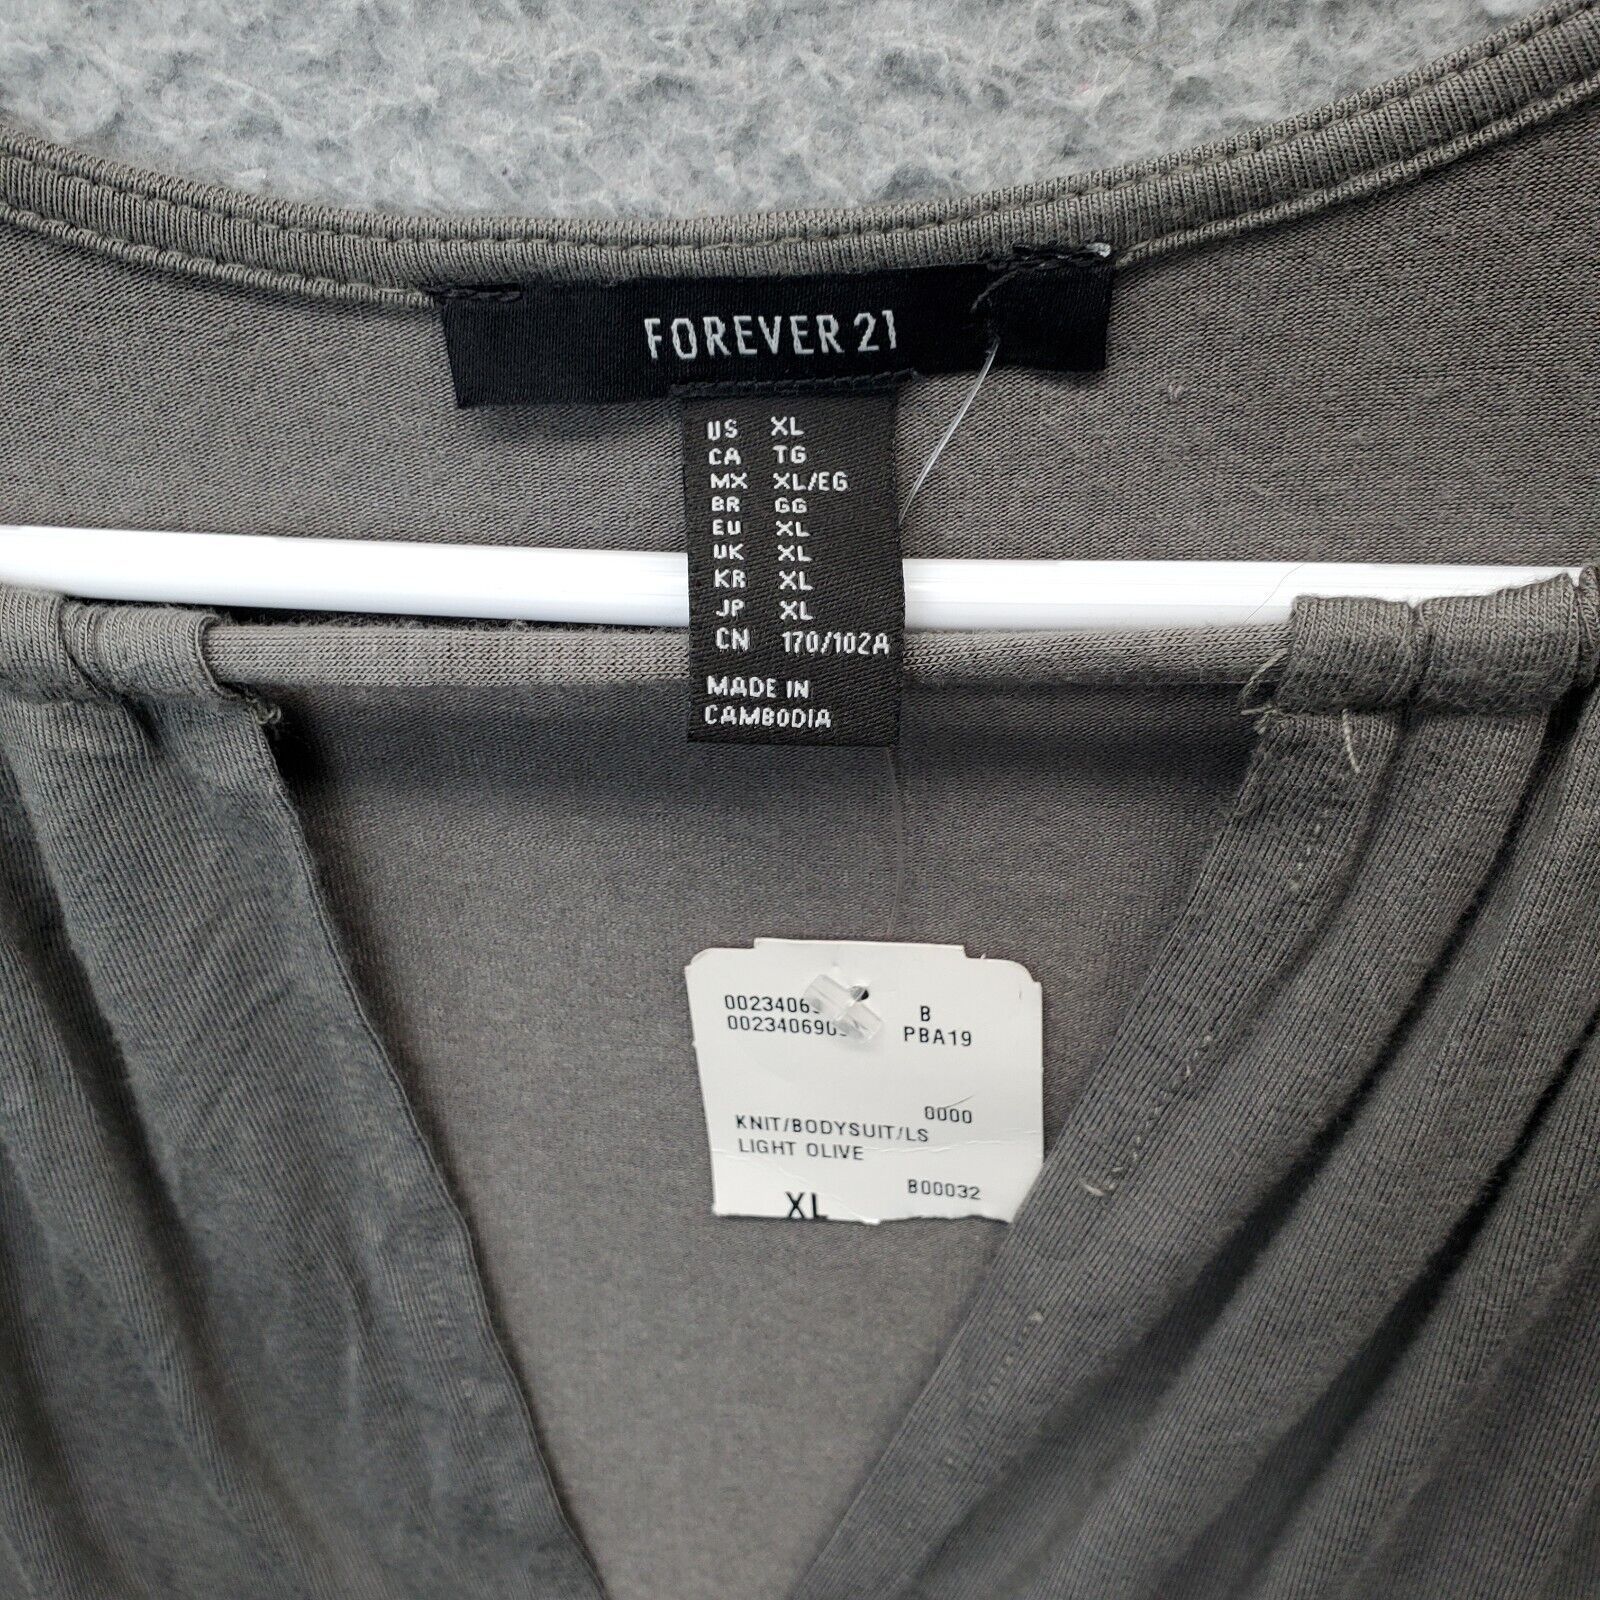 FOREVER 21
US XL
CA TG
MX XL/EG
BR GG
EU XL
UK XL
KR XL
JP XL
CN 170/102A
MADE IN
CAMBODIA
B
PBA19
0000
KNIT/BODYSUIT/LS
LIGHT OLIVE
B00032
XL